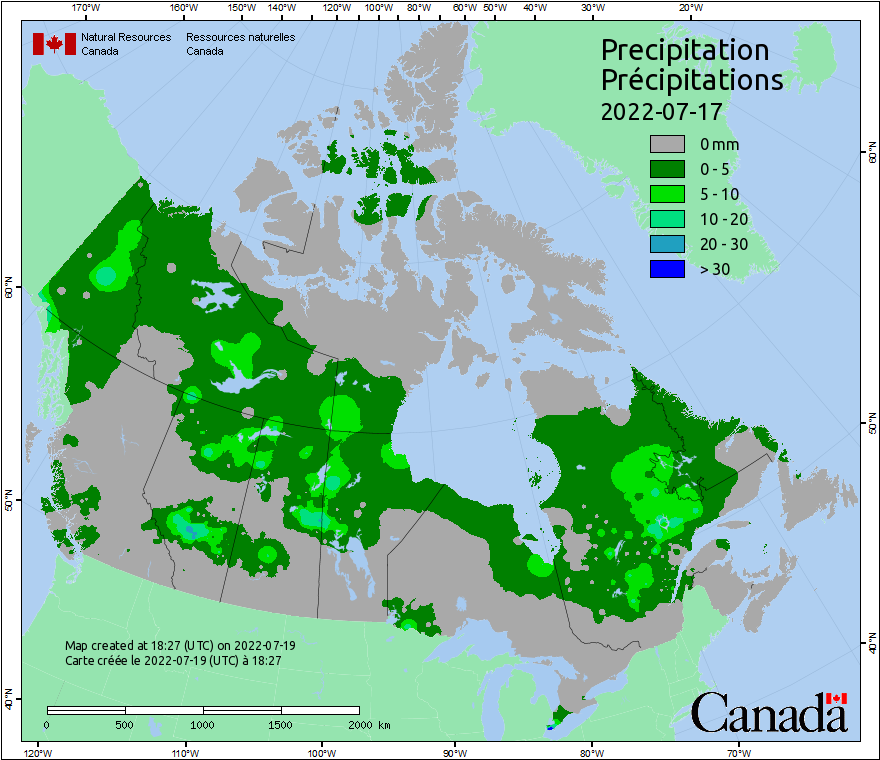 170°W 160°W 150°W 140°W 120°W 100°W 80°W 60°W 50°W 40°W 30°W 20°W
Natural Resources Ressources naturelles
Canada Canada
Precipitation
Précipitations
2022-07-17
0 mm
0 - 5
5 - 10
10 - 20
20 - 30
> 30
60°N 60°N
50°N 50°N
40°N 40°N
Map created at 18:27 (UTC) on 2022-07-19
Carte créée le 2022-07-19 (UTC) à 18:27
0 500 1000 1500 2000 km
Canada
120°W 110°W 100°W 90°W 80°W 70°W